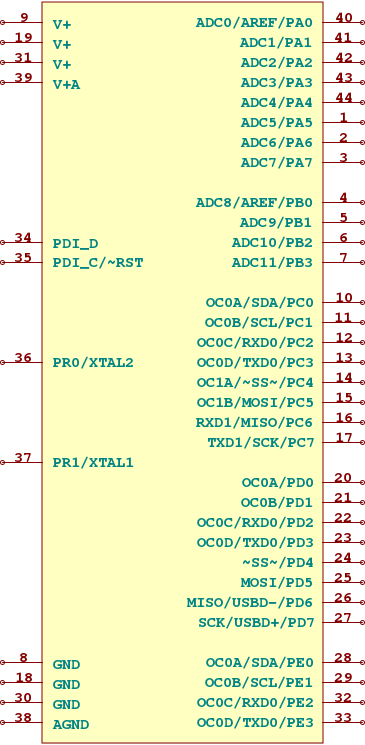 9 V+ ADC0/AREF/PA0 40
19 V+ ADC1/PA1 41
31 V+ ADC2/PA2 42
39 V+A ADC3/PA3 43
ADC4/PA4 44
ADC5/PA5 1
ADC6/PA6 2
ADC7/PA7 3
ADC8/AREF/PB0 4
ADC9/PB1 5
34 PDI_D ADC10/PB2 6
35 PDI_C/~RST ADC11/PB3 7
OC0A/SDA/PC0 10
OC0B/SCL/PC1 11
OC0C/RXD0/PC2 12
36 PR0/XTAL2 OC0D/TXD0/PC3 13
OC1A/~SS~/PC4 14
OC1B/MOSI/PC5 15
RXD1/MISO/PC6 16
TXD1/SCK/PC7 17
37 PR1/XTAL1
OC0A/PD0 20
OC0B/PD1 21
OC0C/RXD0/PD2 22
OC0D/TXD0/PD3 23
~SS~/PD4 24
MOSI/PD5 25
MISO/USBD-/PD6 26
SCK/USBD+/PD7 27
8 GND OC0A/SDA/PE0 28
18 GND OC0B/SCL/PE1 29
30 GND OC0C/RXD0/PE2 32
38 AGND OC0D/TXD0/PE3 33